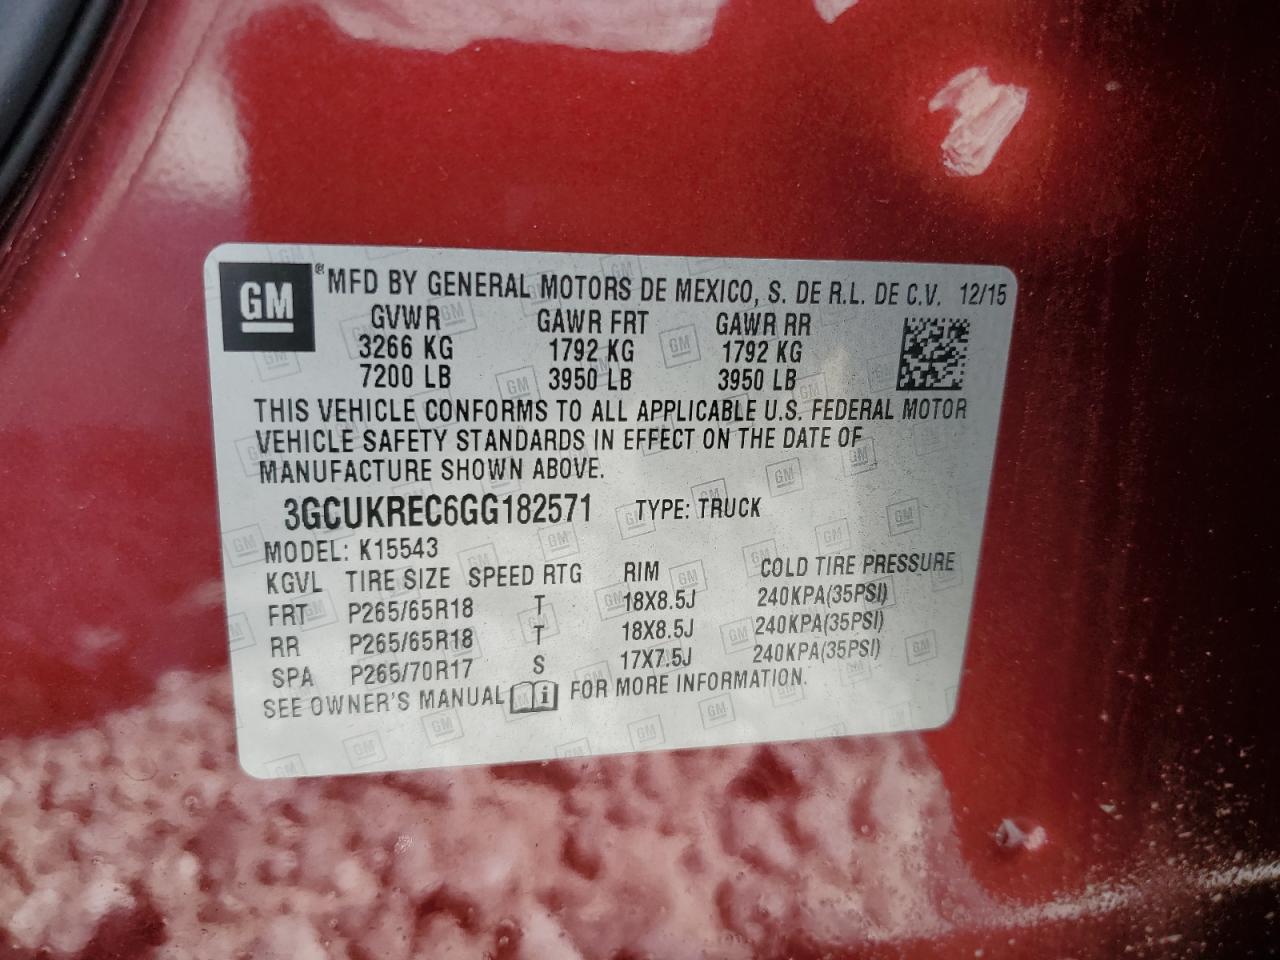 GM
® MFD BY GENERAL MOTORS DE MEXICO, S. DE R.L. DE C.V. 12/15
GVWR GAWR FRT GAWR RR
3266 KG 1792 KG 1792 KG
7200 LB 3950 LB 3950 LB
THIS VEHICLE CONFORMS TO ALL APPLICABLE U.S. FEDERAL MOTOR
VEHICLE SAFETY STANDARDS IN EFFECT ON THE DATE OF
MANUFACTURE SHOWN ABOVE.
3GCUKREC6GG182571 TYPE: TRUCK
MODEL: K15543
KGVL TIRE SIZE SPEED RTG RIM COLD TIRE PRESSURE
FRT P265/65R18 T 18X8.5J 240KPA(35PSI)
RR P265/65R18 T 18X8.5J 240KPA(35PSI)
SPA P265/70R17 S 17X7.5J 240KPA(35PSI)
SEE OWNER'S MANUAL i FOR MORE INFORMATION.